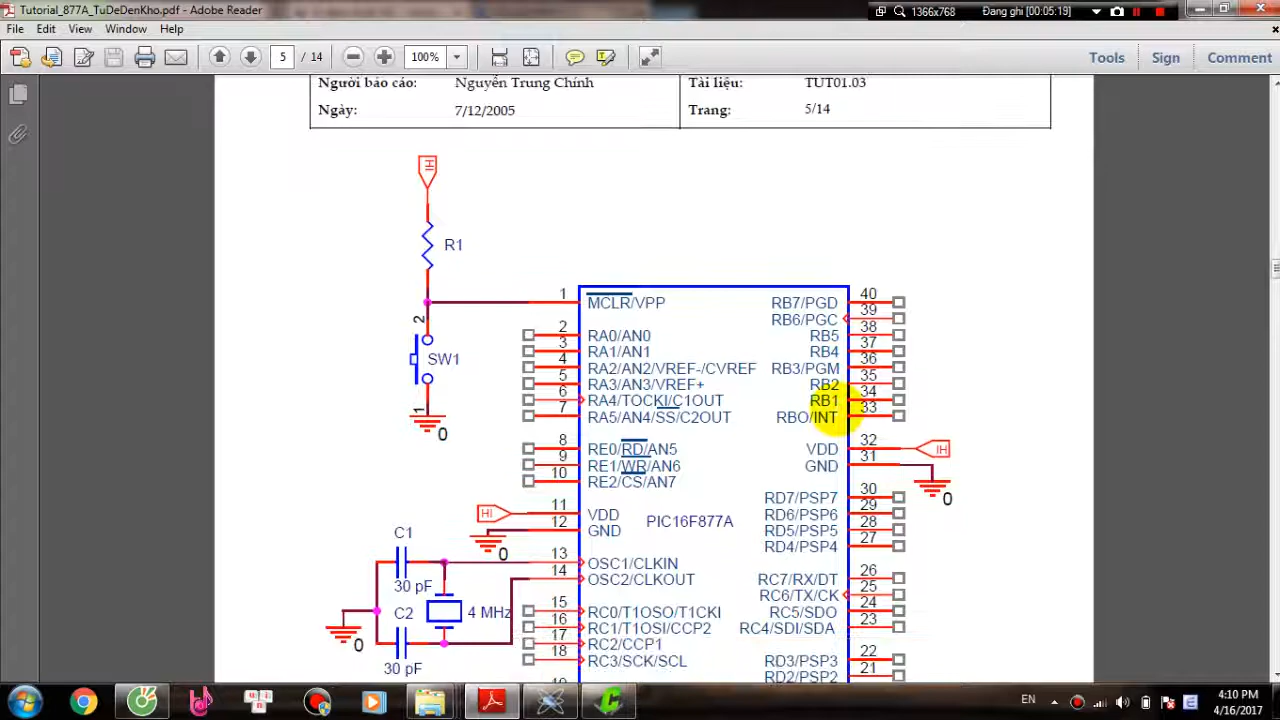 Tutorial_877A_TuDeDenKho.pdf - Adobe Reader
1366x768
Đang ghi (00:05:19)
File Edit View Window Help
5 / 14
100%
Tools Sign Comment
Người báo cáo: Nguyễn Trung Chính Tài liệu: TUT01.03
Ngày: 7/12/2005 Trang: 5/14
HI
R1
2
SW1
1
0
1 MCLR/VPP RB7/PGD 40
RB6/PGC 39
2 RA0/AN0 RB5 38
3 RA1/AN1 RB4 37
4 RA2/AN2/VREF-/CVREF RB3/PGM 36
5 RA3/AN3/VREF+ RB2 35
6 RA4/TOCKI/C1OUT RB1 34
7 RA5/AN4/SS/C2OUT RBO/INT 33
8 RE0/RD/AN5 VDD 32 HI
9 RE1/WR/AN6 GND 31
10 RE2/CS/AN7 0
RD7/PSP7 30
HI 11 VDD RD6/PSP6 29
12 GND PIC16F877A RD5/PSP5 28
0 RD4/PSP4 27
C1
30 pF
13 OSC1/CLKIN RC7/RX/DT 26
14 OSC2/CLKOUT RC6/TX/CK 25
C2
4 MHz
30 pF
0
15 RC0/T1OSO/T1CKI RC5/SDO 24
16 RC1/T1OSI/CCP2 RC4/SDI/SDA 23
17 RC2/CCP1
18 RC3/SCK/SCL RD3/PSP3 22
RD2/PSP2 21
EN
4:10 PM
4/16/2017